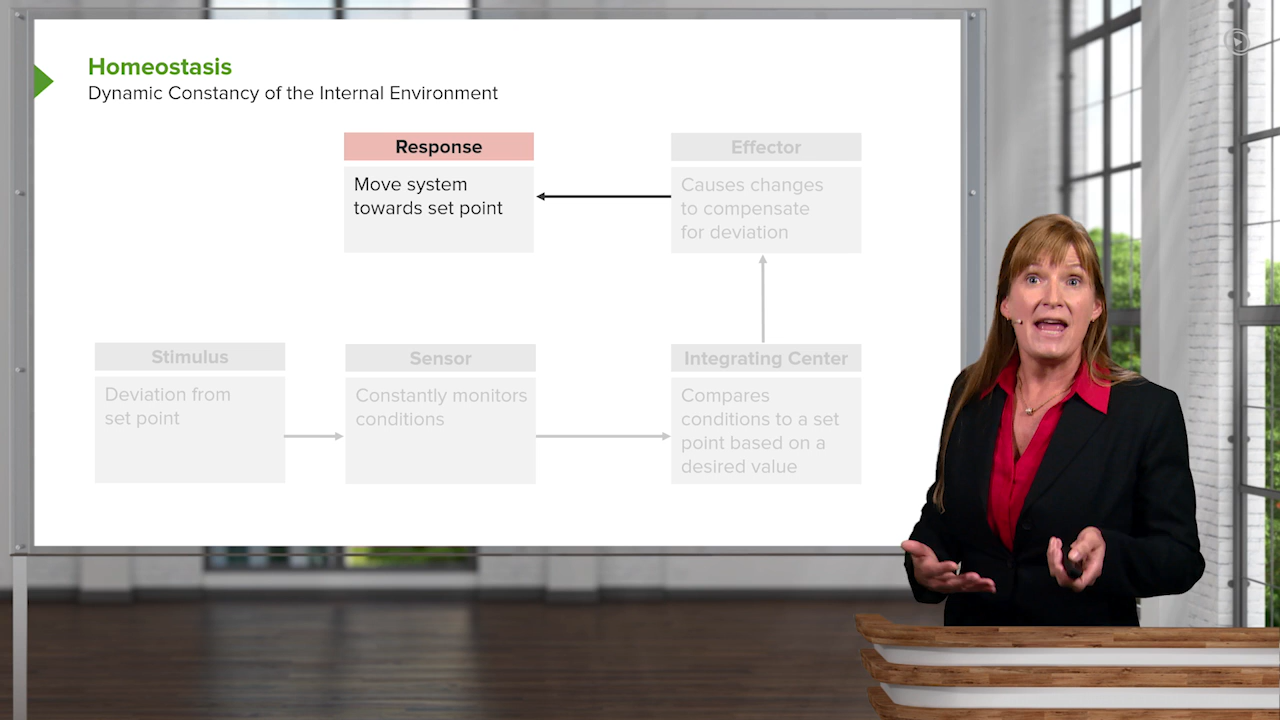 Homeostasis
Dynamic Constancy of the Internal Environment
Response
Move system
towards set point
Effector
Causes changes
to compensate
for deviation
Stimulus
Deviation from
set point
Sensor
Constantly monitors
conditions
Integrating Center
Compares
conditions to a set
point based on a
desired value